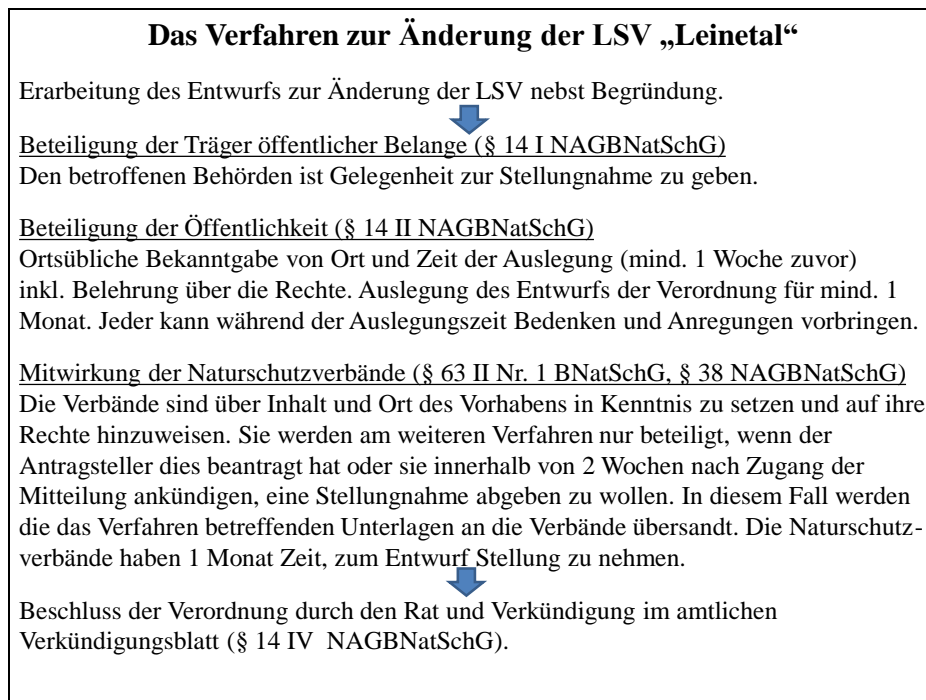 Das Verfahren zur Änderung der LSV „Leinetal“
Erarbeitung des Entwurfs zur Änderung der LSV nebst Begründung.
Beteiligung der Träger öffentlicher Belange (§ 14 I NAGBNatSchG)
Den betroffenen Behörden ist Gelegenheit zur Stellungnahme zu geben.
Beteiligung der Öffentlichkeit (§ 14 II NAGBNatSchG)
Ortsübliche Bekanntgabe von Ort und Zeit der Auslegung (mind. 1 Woche zuvor)
inkl. Belehrung über die Rechte. Auslegung des Entwurfs der Verordnung für mind. 1
Monat. Jeder kann während der Auslegungszeit Bedenken und Anregungen vorbringen.
Mitwirkung der Naturschutzverbände (§ 63 II Nr. 1 BNatSchG, § 38 NAGBNatSchG)
Die Verbände sind über Inhalt und Ort des Vorhabens in Kenntnis zu setzen und auf ihre
Rechte hinzuweisen. Sie werden am weiteren Verfahren nur beteiligt, wenn der
Antragsteller dies beantragt hat oder sie innerhalb von 2 Wochen nach Zugang der
Mitteilung ankündigen, eine Stellungnahme abgeben zu wollen. In diesem Fall werden
die das Verfahren betreffenden Unterlagen an die Verbände übersandt. Die Naturschutz-
verbände haben 1 Monat Zeit, zum Entwurf Stellung zu nehmen.
Beschluss der Verordnung durch den Rat und Verkündigung im amtlichen
Verkündigungsblatt (§ 14 IV  NAGBNatSchG).